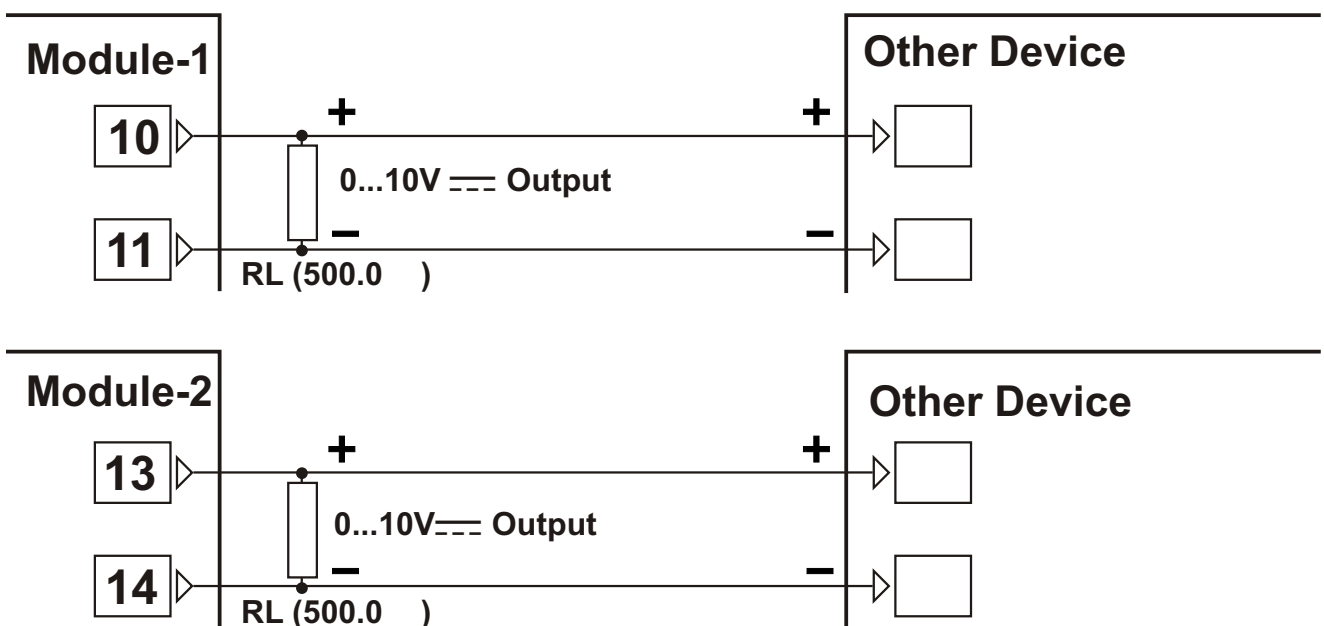 Module-1
Other Device
10
+
+
0...10V Output
11
−
−
RL (500.0 )
Module-2
Other Device
13
+
+
0...10V Output
14
−
−
RL (500.0 )